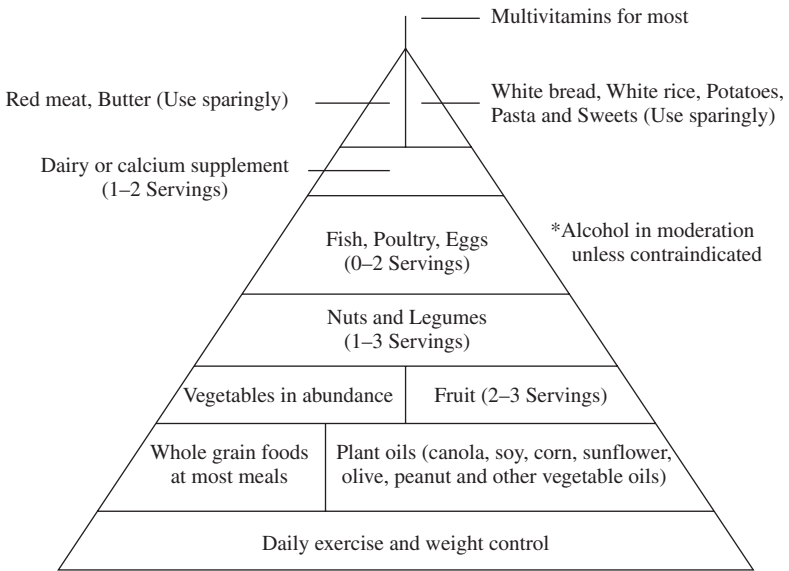 Multivitamins for most
Red meat, Butter (Use sparingly)
White bread, White rice, Potatoes,
Pasta and Sweets (Use sparingly)
Dairy or calcium supplement
(1–2 Servings)
Fish, Poultry, Eggs
(0–2 Servings)
*Alcohol in moderation
unless contraindicated
Nuts and Legumes
(1–3 Servings)
Vegetables in abundance
Fruit (2–3 Servings)
Whole grain foods
at most meals
Plant oils (canola, soy, corn, sunflower,
olive, peanut and other vegetable oils)
Daily exercise and weight control